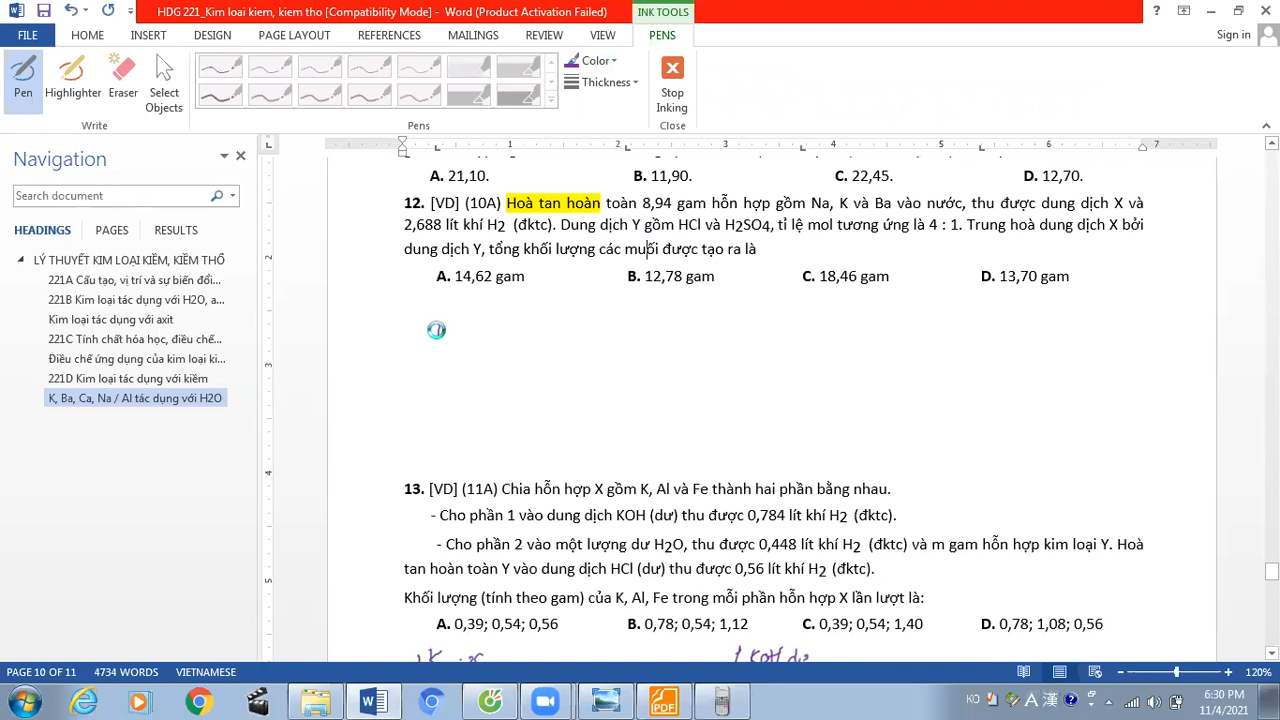 HDG 221_Kim loai kiem, kiem tho [Compatibility Mode] - Word (Product Activation Failed)
INK TOOLS
FILE HOME INSERT DESIGN PAGE LAYOUT REFERENCES MAILINGS REVIEW VIEW PENS Sign in
Pen Highlighter Eraser Select Objects
Color
Thickness
Stop Inking
Write Pens Close
Navigation
Search document
HEADINGS PAGES RESULTS
LÝ THUYẾT KIM LOẠI KIỀM, KIỀM THỔ
221A Cấu tạo, vị trí và sự biến đổi...
221B Kim loại tác dụng với H2O, a...
Kim loại tác dụng với axit
221C Tính chất hóa học, điều chế...
Điều chế ứng dụng của kim loại ki...
221D Kim loại tác dụng với kiềm
K, Ba, Ca, Na / Al tác dụng với H2O
1 2 3 4 5 6 7
A. 21,10. B. 11,90. C. 22,45. D. 12,70.
12. [VD] (10A) Hoà tan hoàn toàn 8,94 gam hỗn hợp gồm Na, K và Ba vào nước, thu được dung dịch X và
2,688 lít khí H2 (đktc). Dung dịch Y gồm HCl và H2SO4, tỉ lệ mol tương ứng là 4 : 1. Trung hoà dung dịch X bởi
dung dịch Y, tổng khối lượng các muối được tạo ra là
A. 14,62 gam B. 12,78 gam C. 18,46 gam D. 13,70 gam
13. [VD] (11A) Chia hỗn hợp X gồm K, Al và Fe thành hai phần bằng nhau.
- Cho phần 1 vào dung dịch KOH (dư) thu được 0,784 lít khí H2 (đktc).
- Cho phần 2 vào một lượng dư H2O, thu được 0,448 lít khí H2 (đktc) và m gam hỗn hợp kim loại Y. Hoà
tan hoàn toàn Y vào dung dịch HCl (dư) thu được 0,56 lít khí H2 (đktc).
Khối lượng (tính theo gam) của K, Al, Fe trong mỗi phần hỗn hợp X lần lượt là:
A. 0,39; 0,54; 0,56 B. 0,78; 0,54; 1,12 C. 0,39; 0,54; 1,40 D. 0,78; 1,08; 0,56
PAGE 10 OF 11 4734 WORDS VIETNAMESE 120%
KO 6:30 PM
11/4/2021